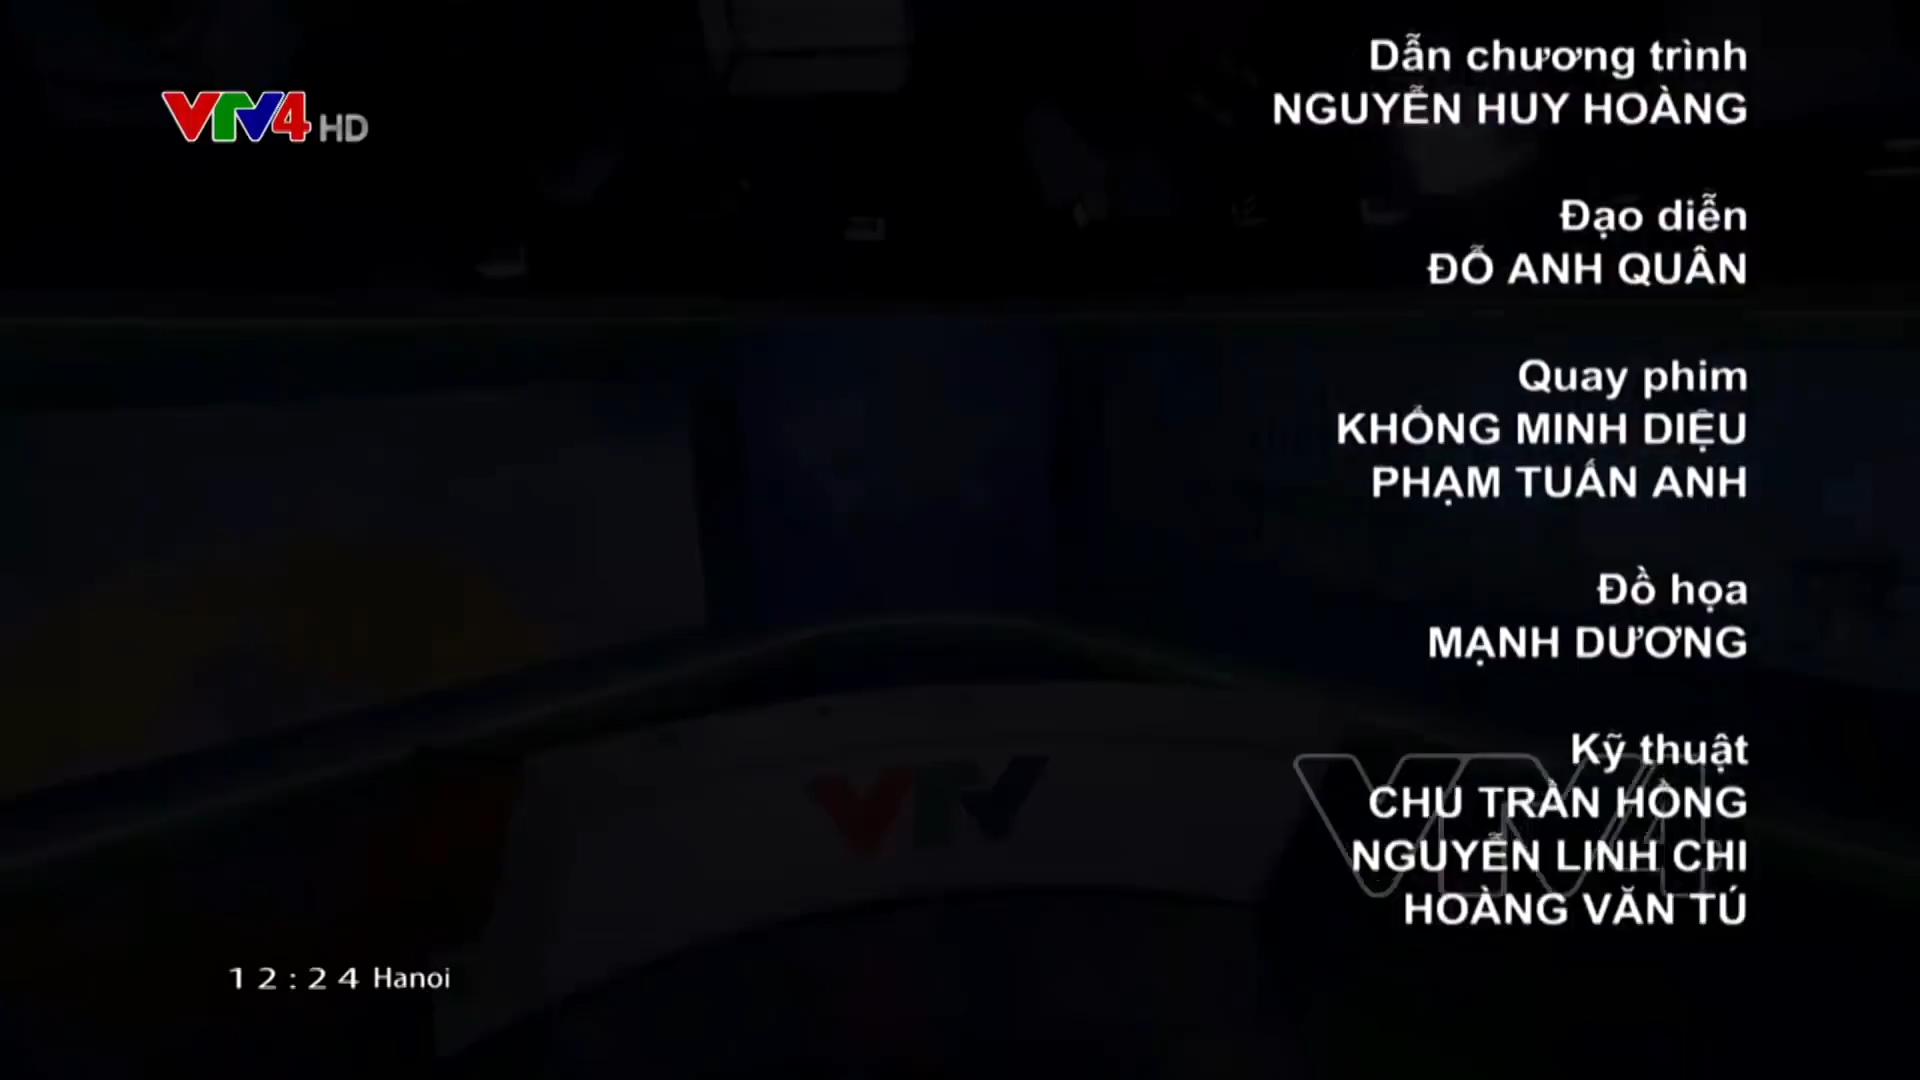 VTV4 HD
Dẫn chương trình
NGUYỄN HUY HOÀNG
Đạo diễn
ĐỖ ANH QUÂN
Quay phim
KHỔNG MINH DIỆU
PHẠM TUẤN ANH
Đồ họa
MẠNH DƯƠNG
Kỹ thuật
CHU TRẦN HỒNG
NGUYỄN LINH CHI
HOÀNG VĂN TÚ
VTV4
VTV
12:24 Hanoi